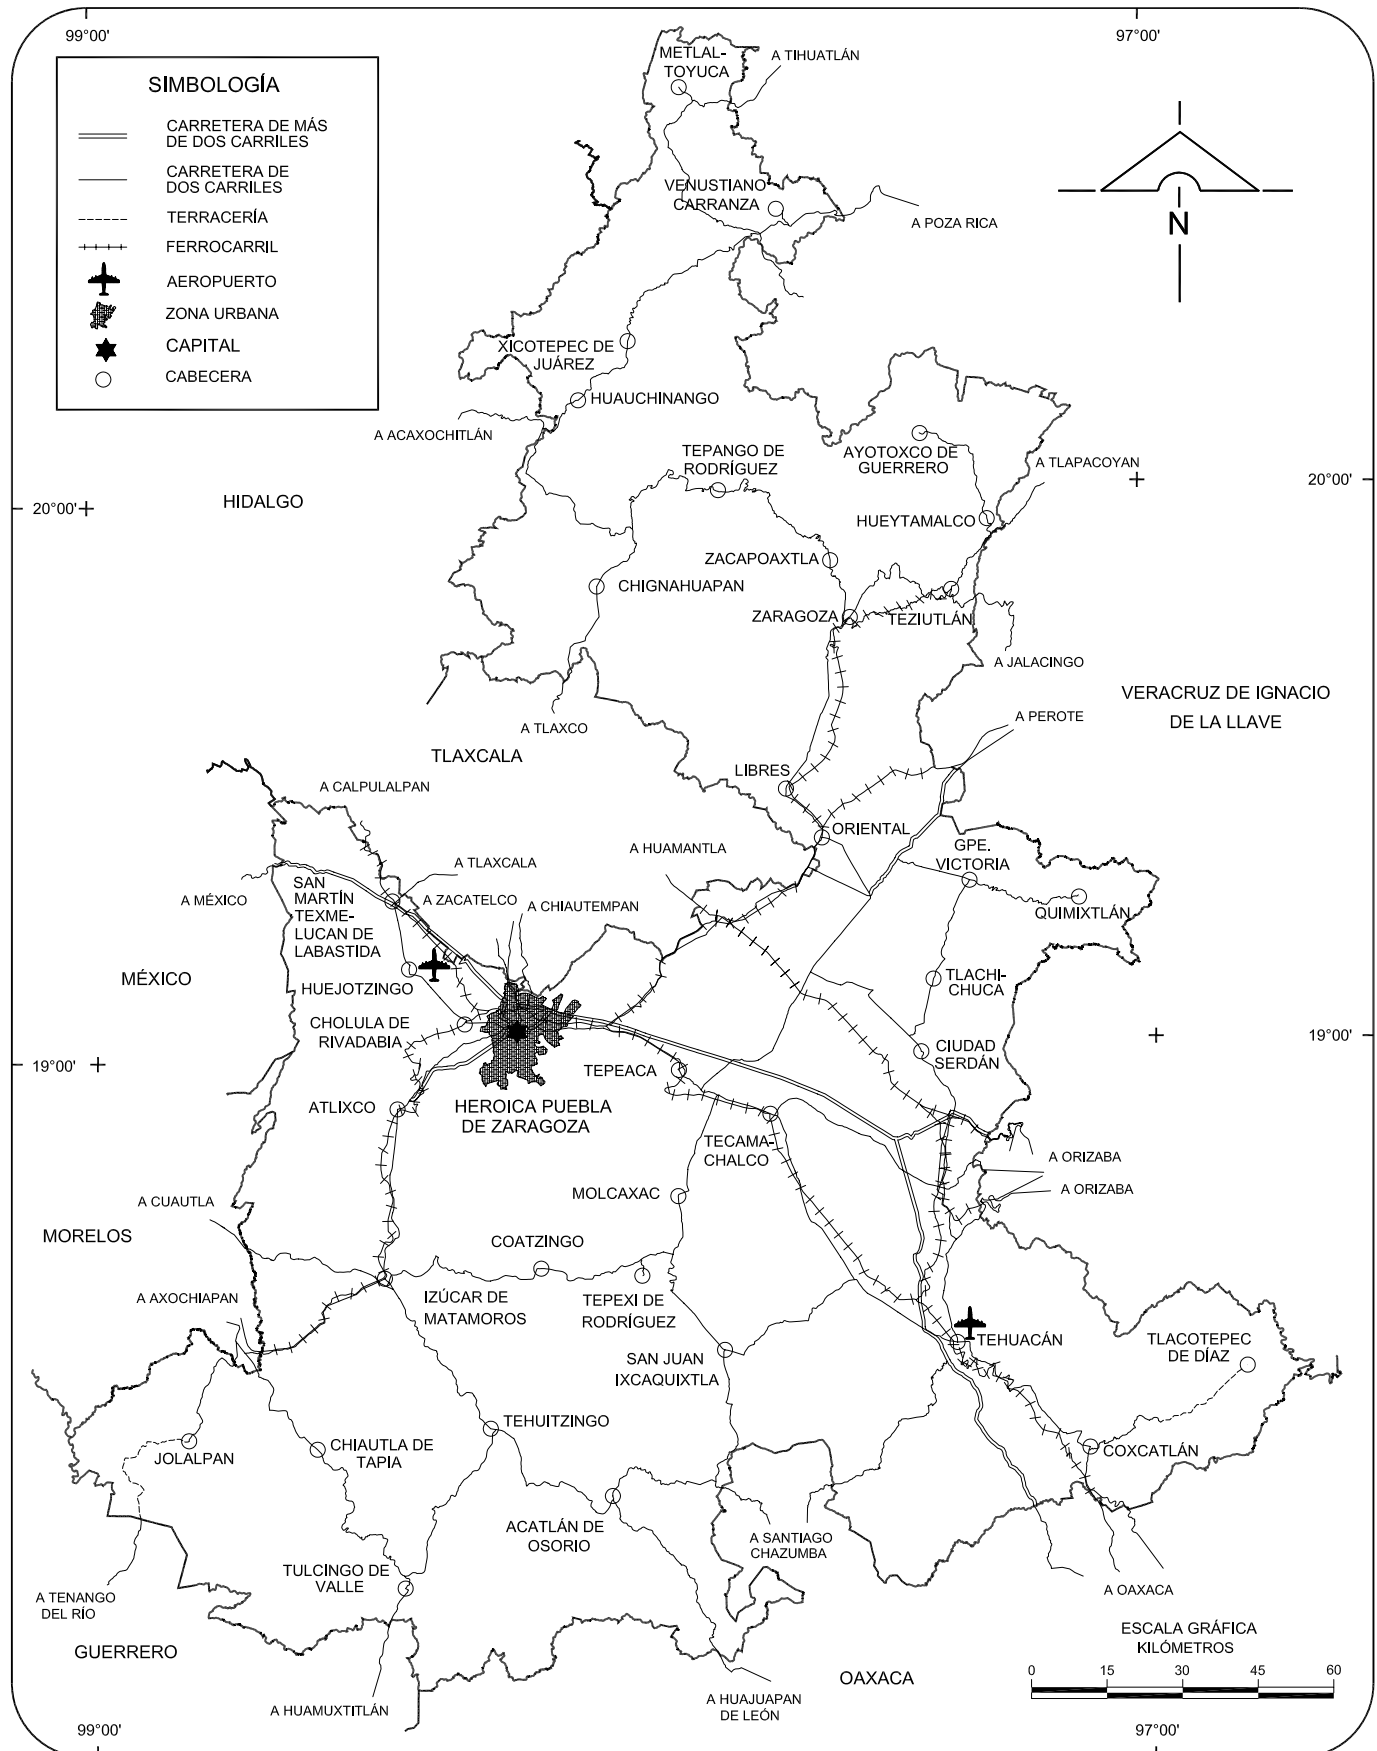 99°00'
97°00'
SIMBOLOGÍA
CARRETERA DE MÁS
DE DOS CARRILES
CARRETERA DE
DOS CARRILES
TERRACERÍA
FERROCARRIL
AEROPUERTO
ZONA URBANA
CAPITAL
CABECERA
METLAL-
TOYUCA
A TIHUATLÁN
VENUSTIANO
CARRANZA
A POZA RICA
N
XICOTEPEC DE
JUÁREZ
HUAUCHINANGO
A ACAXOCHITLÁN
TEPANGO DE
RODRÍGUEZ
AYOTOXCO DE
GUERRERO
A TLAPACOYAN
20°00'
HIDALGO
20°00'
HUEYTAMALCO
ZACAPOAXTLA
CHIGNAHUAPAN
ZARAGOZA
TEZIUTLÁN
A JALACINGO
VERACRUZ DE IGNACIO
DE LA LLAVE
A PEROTE
A TLAXCO
TLAXCALA
LIBRES
A CALPULALPAN
ORIENTAL
A HUAMANTLA
GPE.
VICTORIA
A TLAXCALA
A MÉXICO
SAN
MARTÍN
TEXME-
LUCAN DE
LABASTIDA
A ZACATELCO
A CHIAUTEMPAN
QUIMIXTLÁN
MÉXICO
HUEJOTZINGO
TLACHI-
CHUCA
CHOLULA DE
RIVADABIA
CIUDAD
SERDÁN
19°00'
19°00'
TEPEACA
ATLIXCO
HEROICA PUEBLA
DE ZARAGOZA
TECAMA-
CHALCO
A ORIZABA
A ORIZABA
A CUAUTLA
MOLCAXAC
MORELOS
COATZINGO
A AXOCHIAPAN
IZÚCAR DE
MATAMOROS
TEPEXI DE
RODRÍGUEZ
TEHUACÁN
TLACOTEPEC
DE DÍAZ
SAN JUAN
IXCAQUIXTLA
TEHUITZINGO
JOLALPAN
CHIAUTLA DE
TAPIA
COXCATLÁN
ACATLÁN DE
OSORIO
A SANTIAGO
CHAZUMBA
TULCINGO DE
VALLE
A TENANGO
DEL RÍO
A OAXACA
GUERRERO
ESCALA GRÁFICA
KILÓMETROS
0 15 30 45 60
OAXACA
A HUAMUXTITLÁN
A HUAJUAPAN
DE LEÓN
99°00'
97°00'